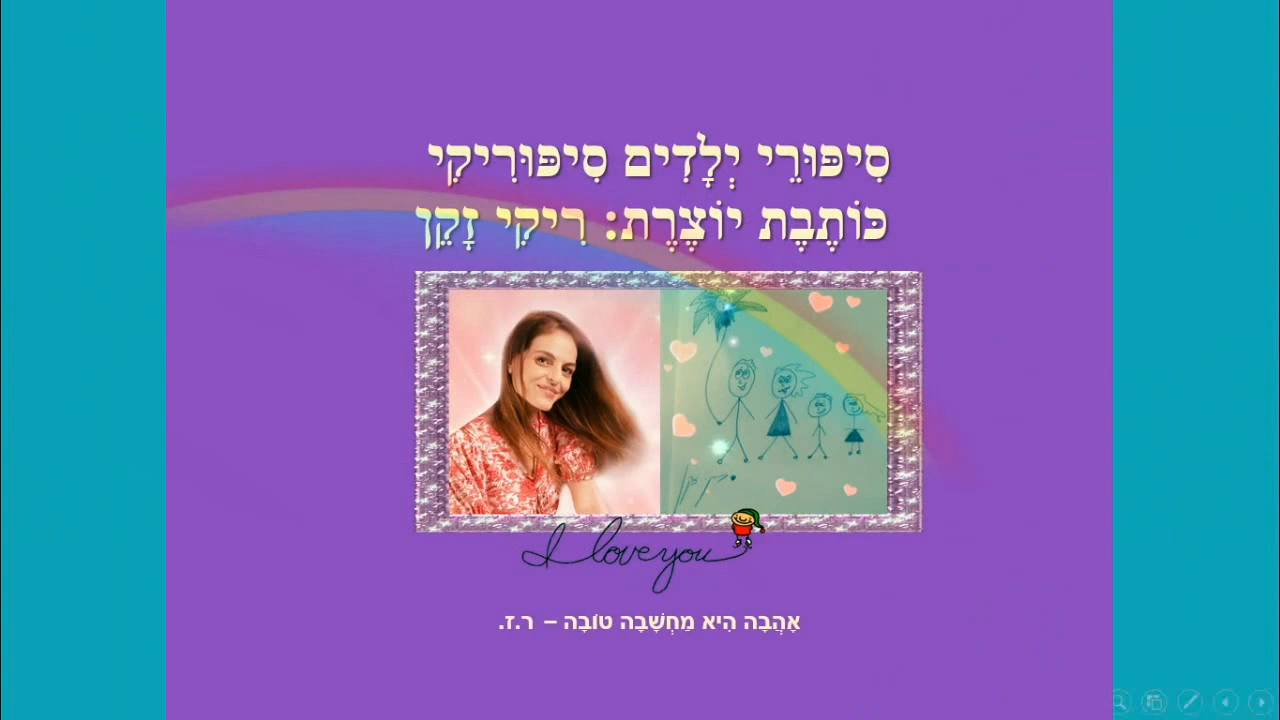 סִיפּוּרֵי יְלָדִים סִיפּוּרִיקִי
כּוֹתֶבֶת יוֹצֶרֶת: רִיקִי זָקֵן
I love you
אַהֲבָה הִיא מַחְשָׁבָה טוֹבָה – ר.ז.